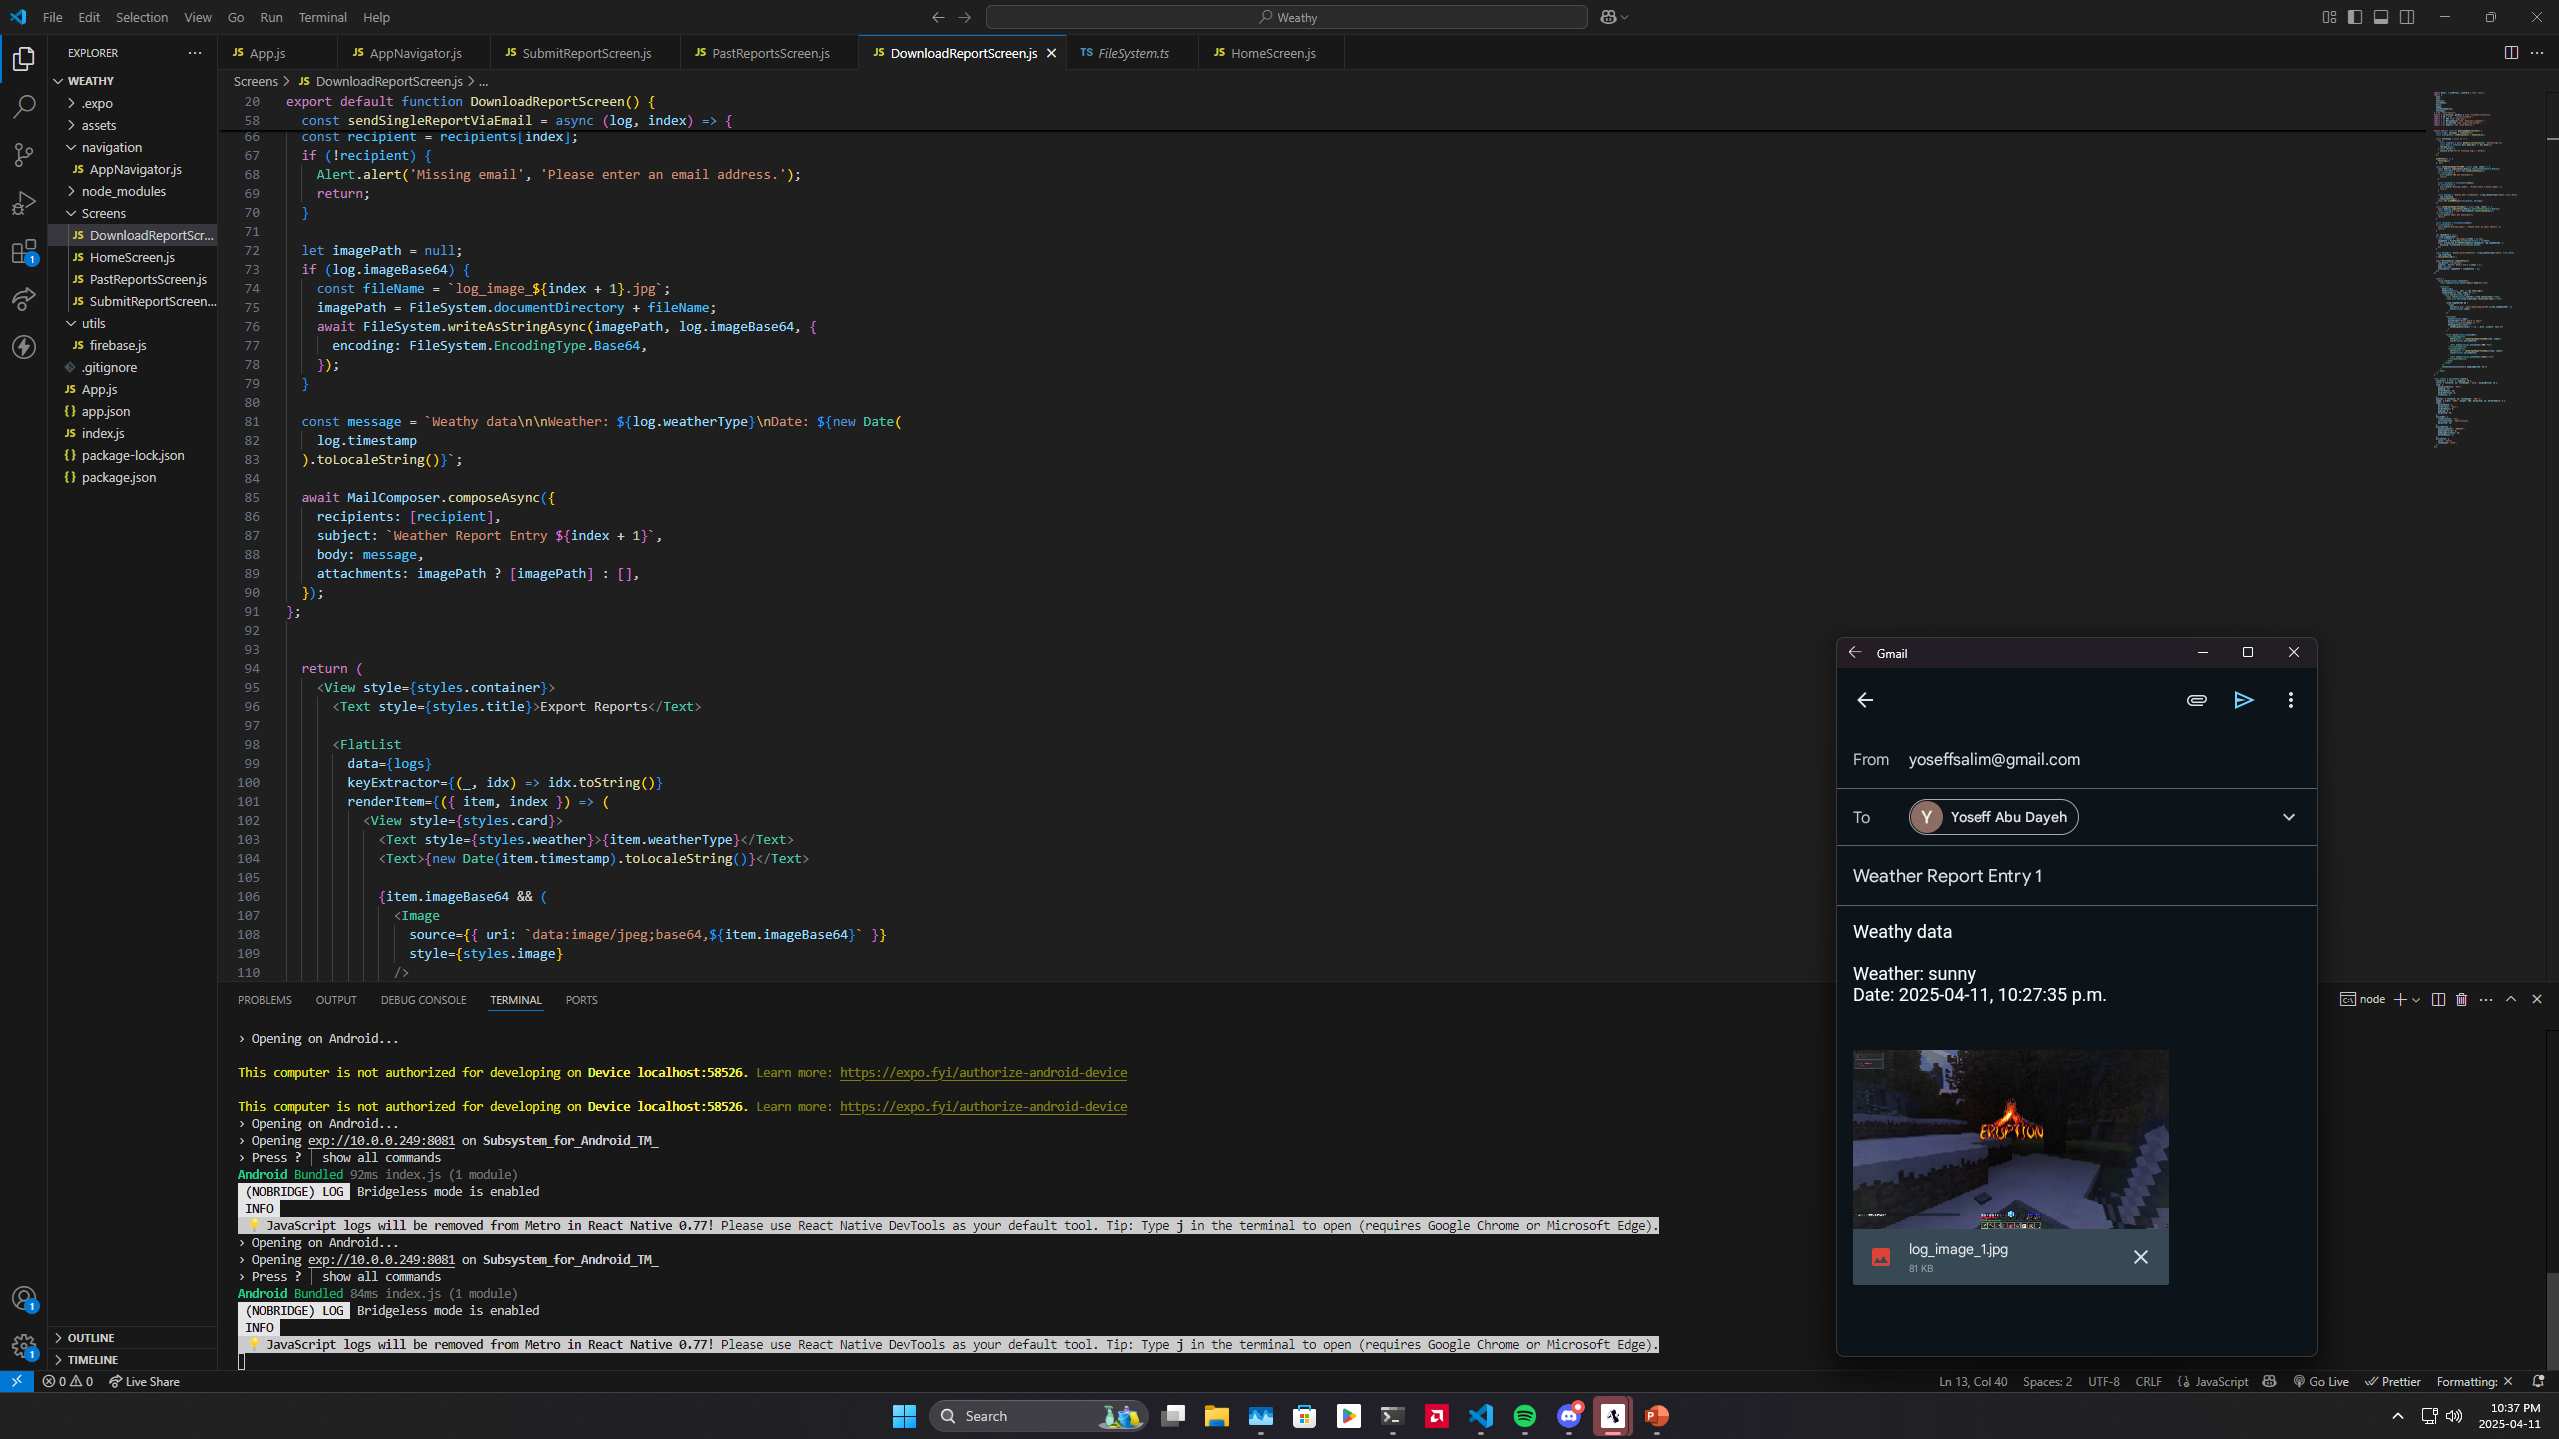 File Edit Selection View Go Run Terminal Help
Weathy
EXPLORER
WEATHY
.expo
assets
navigation
JS AppNavigator.js
node_modules
Screens
JS DownloadReportScr...
JS HomeScreen.js
JS PastReportsScreen.js
JS SubmitReportScreen...
utils
JS firebase.js
.gitignore
JS App.js
{} app.json
JS index.js
{} package-lock.json
{} package.json
OUTLINE
TIMELINE
JS App.js JS AppNavigator.js JS SubmitReportScreen.js JS PastReportsScreen.js JS DownloadReportScreen.js TS FileSystem.ts JS HomeScreen.js
Screens > JS DownloadReportScreen.js > ...
20 export default function DownloadReportScreen() {
58 const sendSingleReportViaEmail = async (log, index) => {
66 const recipient = recipients[index];
67 if (!recipient) {
68 Alert.alert('Missing email', 'Please enter an email address.');
69 return;
70 }
71
72 let imagePath = null;
73 if (log.imageBase64) {
74 const fileName = `log_image_${index + 1}.jpg`;
75 imagePath = FileSystem.documentDirectory + fileName;
76 await FileSystem.writeAsStringAsync(imagePath, log.imageBase64, {
77 encoding: FileSystem.EncodingType.Base64,
78 });
79 }
80
81 const message = `Weathy data\n\nWeather: ${log.weatherType}\nDate: ${new Date(
82 log.timestamp
83 ).toLocaleString()}`;
84
85 await MailComposer.composeAsync({
86 recipients: [recipient],
87 subject: `Weather Report Entry ${index + 1}`,
88 body: message,
89 attachments: imagePath ? [imagePath] : [],
90 });
91 };
92
93
94 return (
95 <View style={styles.container}>
96 <Text style={styles.title}>Export Reports</Text>
97
98 <FlatList
99 data={logs}
100 keyExtractor={(_, idx) => idx.toString()}
101 renderItem={({ item, index }) => (
102 <View style={styles.card}>
103 <Text style={styles.weather}>{item.weatherType}</Text>
104 <Text>{new Date(item.timestamp).toLocaleString()}</Text>
105
106 {item.imageBase64 && (
107 <Image
108 source={{ uri: `data:image/jpeg;base64,${item.imageBase64}` }}
109 style={styles.image}
110 />
PROBLEMS OUTPUT DEBUG CONSOLE TERMINAL PORTS
node
› Opening on Android...
This computer is not authorized for developing on Device localhost:58526. Learn more: https://expo.fyi/authorize-android-device
This computer is not authorized for developing on Device localhost:58526. Learn more: https://expo.fyi/authorize-android-device
› Opening on Android...
› Opening exp://10.0.0.249:8081 on Subsystem_for_Android_TM_
› Press ? │ show all commands
Android Bundled 92ms index.js (1 module)
(NOBRIDGE) LOG Bridgeless mode is enabled
INFO
💡 JavaScript logs will be removed from Metro in React Native 0.77! Please use React Native DevTools as your default tool. Tip: Type j in the terminal to open (requires Google Chrome or Microsoft Edge).
› Opening on Android...
› Opening exp://10.0.0.249:8081 on Subsystem_for_Android_TM_
› Press ? │ show all commands
Android Bundled 84ms index.js (1 module)
(NOBRIDGE) LOG Bridgeless mode is enabled
INFO
💡 JavaScript logs will be removed from Metro in React Native 0.77! Please use React Native DevTools as your default tool. Tip: Type j in the terminal to open (requires Google Chrome or Microsoft Edge).
Gmail
From yoseffsalim@gmail.com
To Y Yoseff Abu Dayeh
Weather Report Entry 1
Weathy data
Weather: sunny
Date: 2025-04-11, 10:27:35 p.m.
ERUPTION
log_image_1.jpg
81 KB
0 0 Live Share
Ln 13, Col 40 Spaces: 2 UTF-8 CRLF {} JavaScript Go Live Prettier Formatting: ×
Search
10:37 PM
2025-04-11